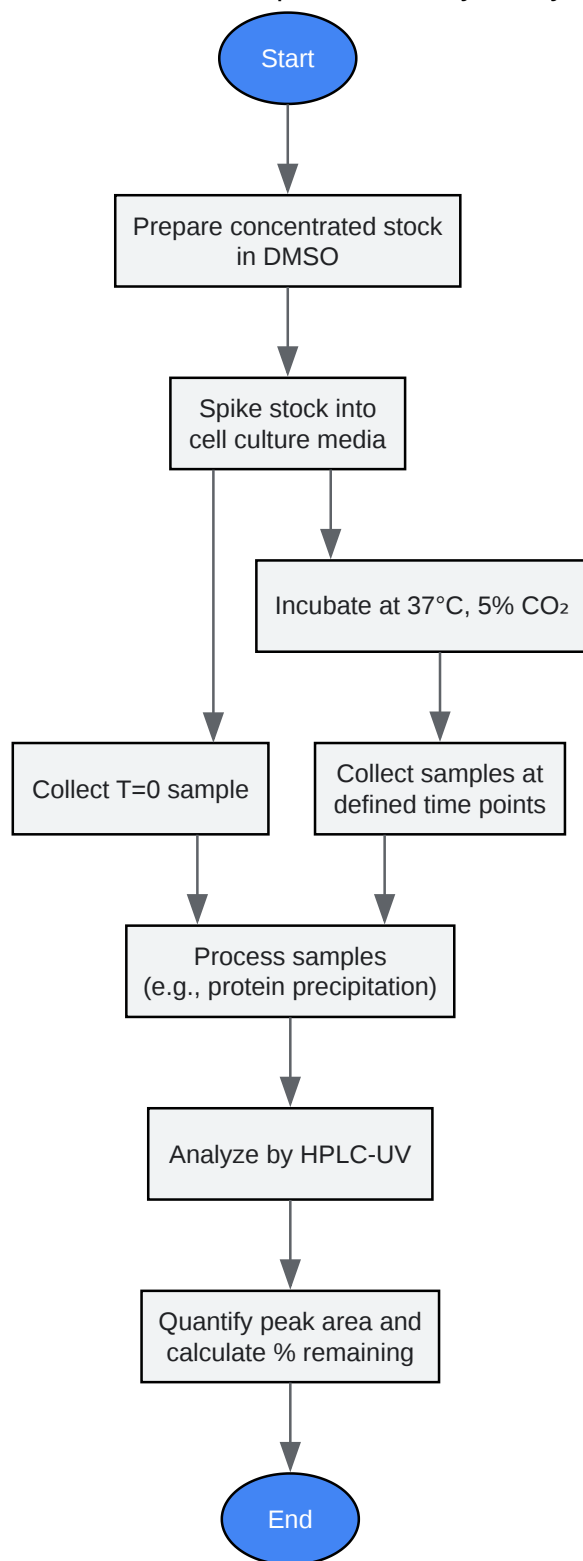 Start
Prepare concentrated stock
in DMSO
Spike stock into
cell culture media
Incubate at 37°C, 5% CO₂
Collect T=0 sample
Collect samples at
defined time points
Process samples
(e.g., protein precipitation)
Analyze by HPLC-UV
Quantify peak area and
calculate % remaining
End